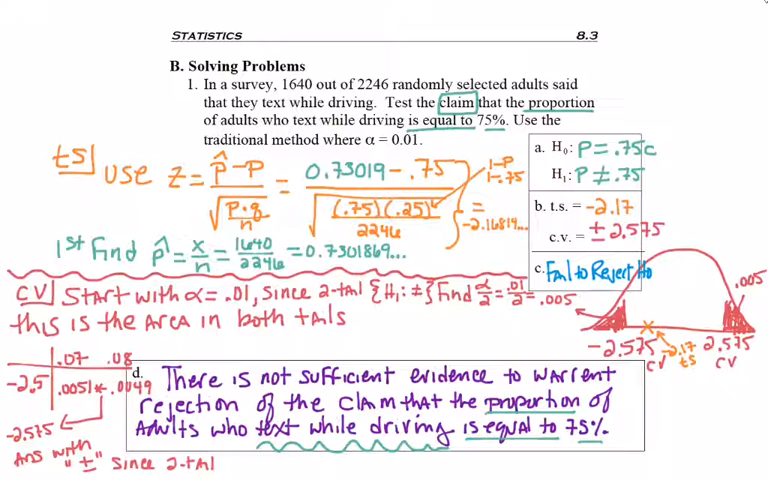 STATISTICS 8.3
B. Solving Problems
1. In a survey, 1640 out of 2246 randomly selected adults said
that they text while driving. Test the claim that the proportion
of adults who text while driving is equal to 75%. Use the
traditional method where α = 0.01.
a. H₀: P = .75 c
H₁: P ≠ .75
b. t.s. = -2.17
c.v. = ± 2.575
c. Fail to Reject H₀
ts] USE z = (p̂ - P) / √(P·q/n) = (0.73019 - .75) / √((.75)(.25)/2246) = -2.16814...
1-P
1-.75
1st Find p̂ = x/n = 1640/2246 = 0.7301869...
CV] START with α = .01, since 2-tAil {H₁: ≠} Find α/2 = .01/2 = .005
this is the AREA in both tAils
.005
-2.575 -2.17 2.575
CV ts CV
.07 .08
-2.5 .0051 .0049
-2.575
Ans with
"±" since 2-tAil
d. There is not sufficient evidence to warrent
rejection of the claim that the proportion of
Adults who text while driving is equal to 75%.